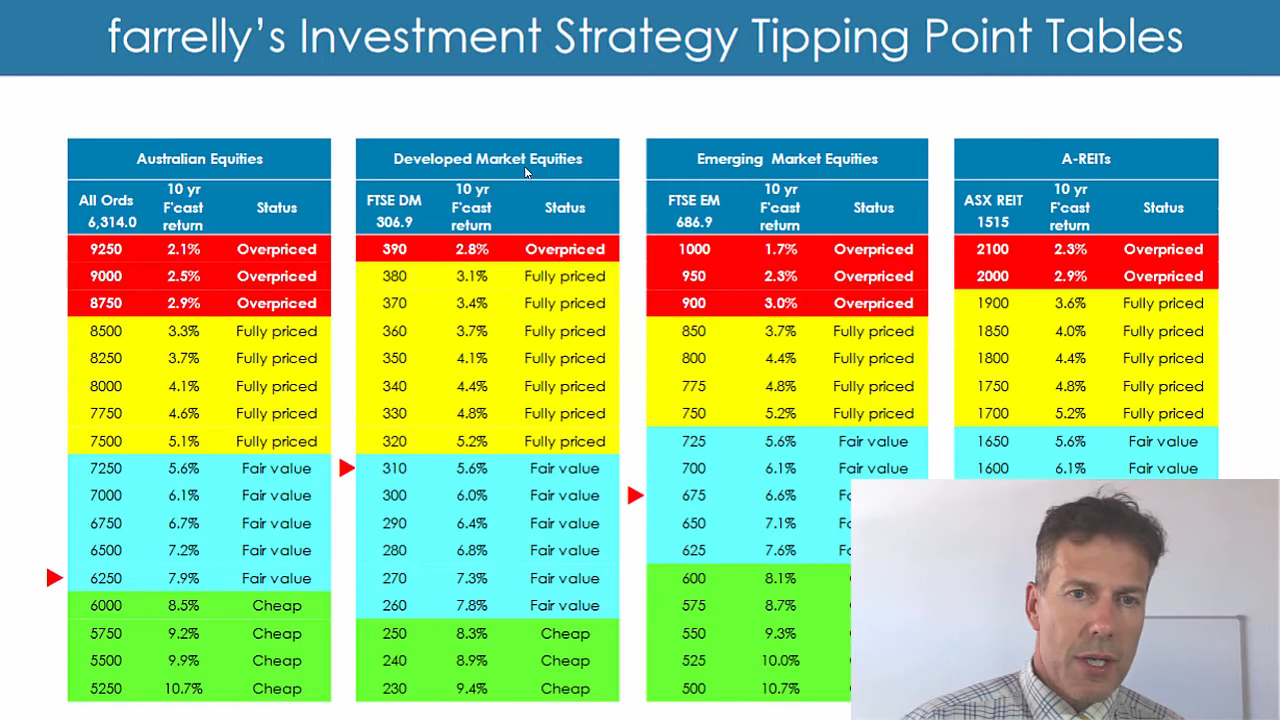 farrelly's Investment Strategy Tipping Point Tables
Australian Equities
All Ords 6,314.0 10 yr F'cast return Status
9250 2.1% Overpriced
9000 2.5% Overpriced
8750 2.9% Overpriced
8500 3.3% Fully priced
8250 3.7% Fully priced
8000 4.1% Fully priced
7750 4.6% Fully priced
7500 5.1% Fully priced
7250 5.6% Fair value
7000 6.1% Fair value
6750 6.7% Fair value
6500 7.2% Fair value
6250 7.9% Fair value
6000 8.5% Cheap
5750 9.2% Cheap
5500 9.9% Cheap
5250 10.7% Cheap
Developed Market Equities
FTSE DM 306.9 10 yr F'cast return Status
390 2.8% Overpriced
380 3.1% Fully priced
370 3.4% Fully priced
360 3.7% Fully priced
350 4.1% Fully priced
340 4.4% Fully priced
330 4.8% Fully priced
320 5.2% Fully priced
310 5.6% Fair value
300 6.0% Fair value
290 6.4% Fair value
280 6.8% Fair value
270 7.3% Fair value
260 7.8% Fair value
250 8.3% Cheap
240 8.9% Cheap
230 9.4% Cheap
Emerging Market Equities
FTSE EM 686.9 10 yr F'cast return Status
1000 1.7% Overpriced
950 2.3% Overpriced
900 3.0% Overpriced
850 3.7% Fully priced
800 4.4% Fully priced
775 4.8% Fully priced
750 5.2% Fully priced
725 5.6% Fair value
700 6.1% Fair value
675 6.6%
650 7.1%
625 7.6%
600 8.1%
575 8.7%
550 9.3%
525 10.0%
500 10.7%
A-REITs
ASX REIT 1515 10 yr F'cast return Status
2100 2.3% Overpriced
2000 2.9% Overpriced
1900 3.6% Fully priced
1850 4.0% Fully priced
1800 4.4% Fully priced
1750 4.8% Fully priced
1700 5.2% Fully priced
1650 5.6% Fair value
1600 6.1% Fair value